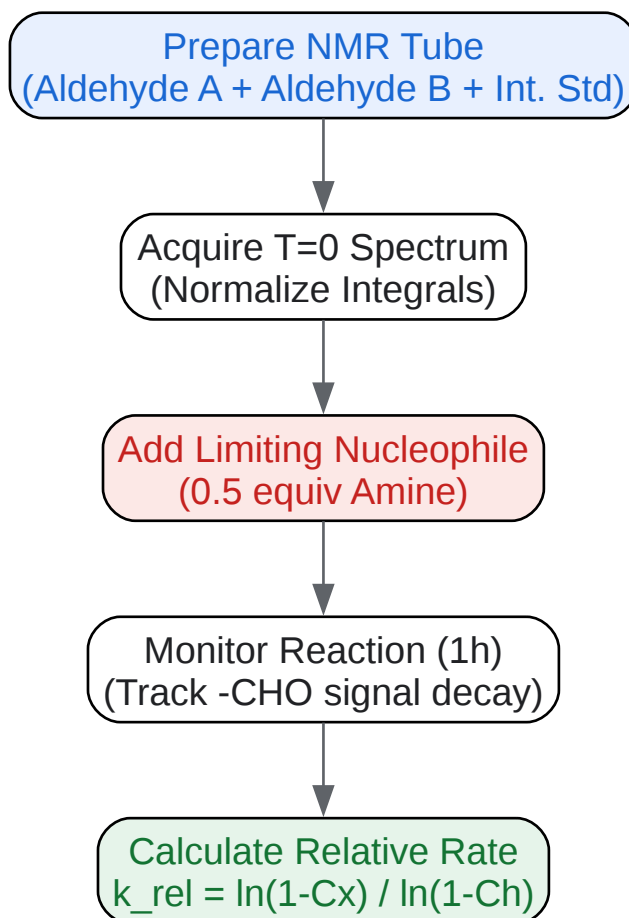 Prepare NMR Tube
(Aldehyde A + Aldehyde B + Int. Std)
Acquire T=0 Spectrum
(Normalize Integrals)
Add Limiting Nucleophile
(0.5 equiv Amine)
Monitor Reaction (1h)
(Track -CHO signal decay)
Calculate Relative Rate
k_rel = ln(1-Cx) / ln(1-Ch)